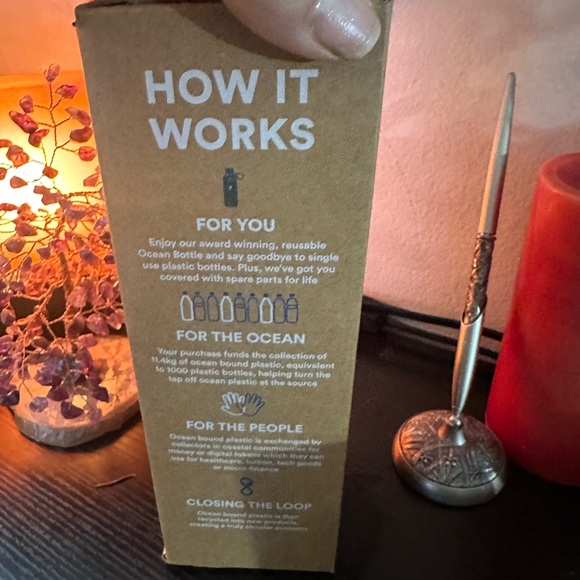 HOW IT
WORKS
FOR YOU
Enjoy our award winning, reusable
Ocean Bottle and say goodbye to single
use plastic bottles. Plus, we've got you
covered with spare parts for life
FOR THE OCEAN
Your purchase funds the collection of
11.4kg of ocean bound plastic, equivalent
to 1000 plastic bottles, helping turn the
tap off ocean plastic at the source
FOR THE PEOPLE
Ocean bound plastic is exchanged by
collectors in coastal communities for
money or digital tokens which they can
use for healthcare, tuition, tech goods
or micro-finance
CLOSING THE LOOP
Ocean bound plastic is then
recycled into new products,
creating a truly circular economy